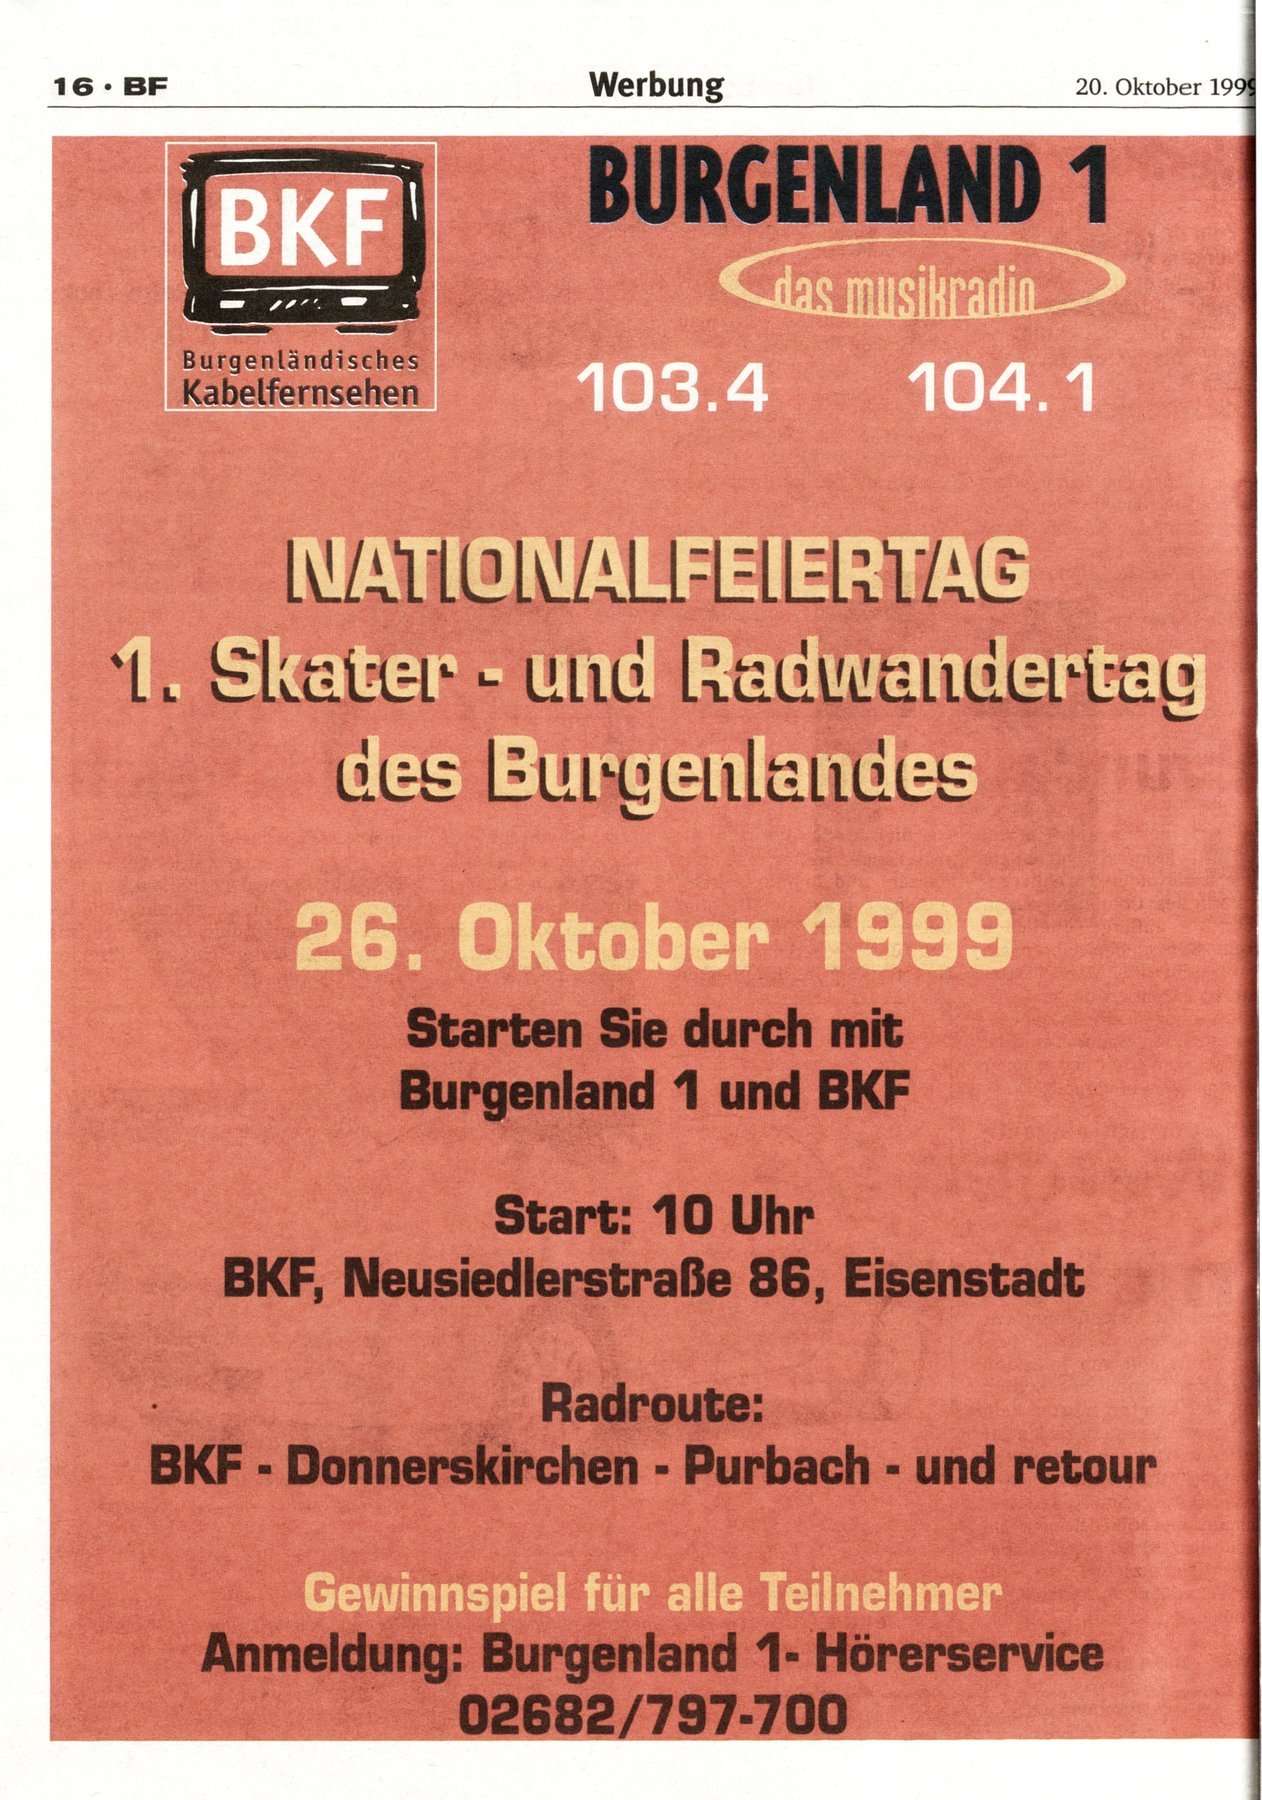 16 • BF
Werbung
20. Oktober 1999
BKF
Burgenländisches
Kabelfernsehen
BURGENLAND 1
das musikradio
103.4 104.1
NATIONALFEIERTAG
1. Skater - und Radwandertag
des Burgenlandes
26. Oktober 1999
Starten Sie durch mit
Burgenland 1 und BKF
Start: 10 Uhr
BKF, Neusiedlerstraße 86, Eisenstadt
Radroute:
BKF - Donnerskirchen - Purbach - und retour
Gewinnspiel für alle Teilnehmer
Anmeldung: Burgenland 1- Hörerservice
02682/797-700